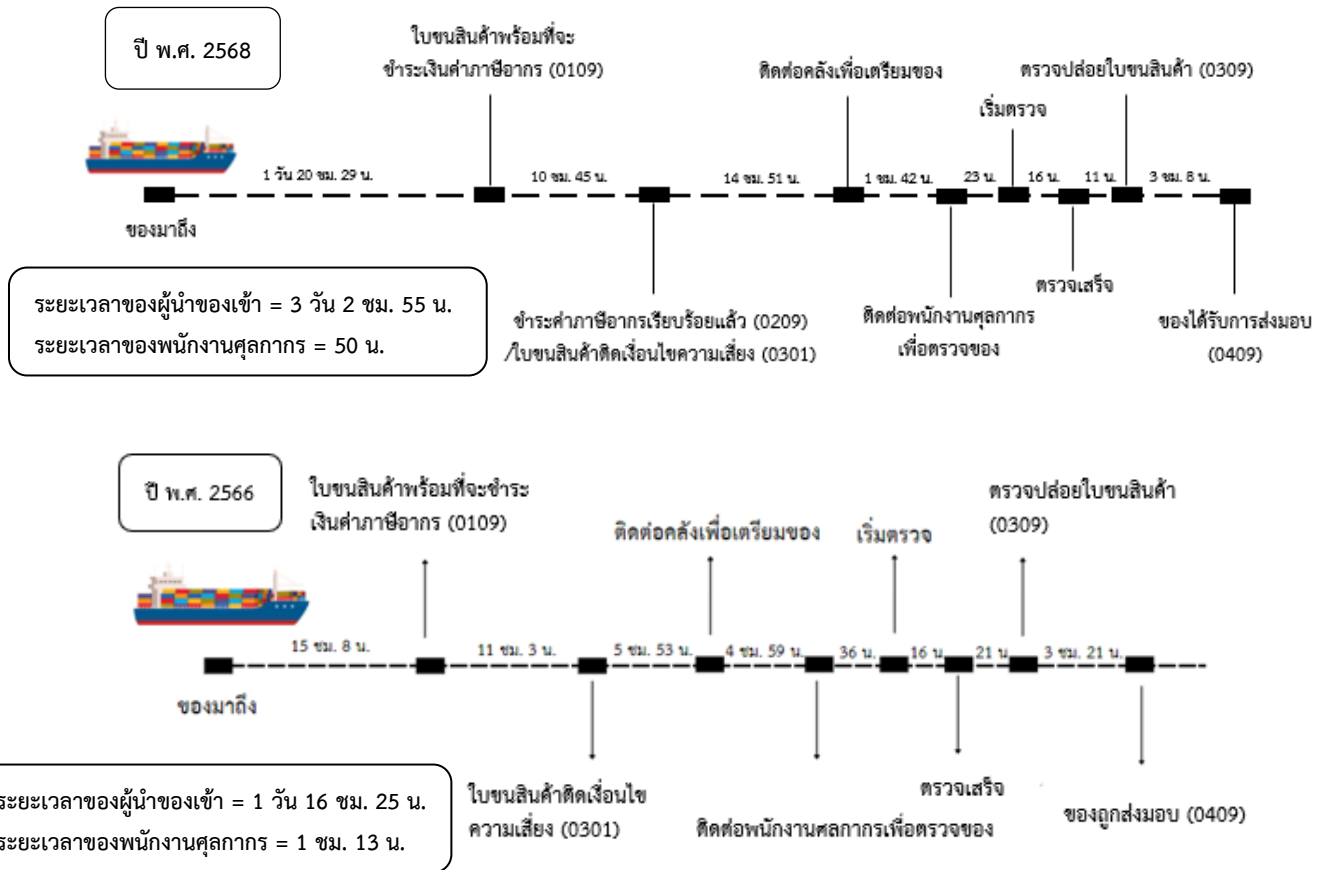 ปี พ.ศ. 2568
ใบขนสินค้าพร้อมที่จะ
ชำระเงินค่าภาษีอากร (0109)
ติดต่อคลังเพื่อเตรียมของ
ตรวจปล่อยใบขนสินค้า (0309)
เริ่มตรวจ
1 วัน 20 ชม. 29 น.
10 ชม. 45 น.
14 ชม. 51 น.
1 ชม. 42 น.
23 น.
16 น.
11 น.
3 ชม. 8 น.
ของมาถึง
ตรวจเสร็จ
ระยะเวลาของผู้นำของเข้า = 3 วัน 2 ชม. 55 น.
ระยะเวลาของพนักงานศุลกากร = 50 น.
ชำระค่าภาษีอากรเรียบร้อยแล้ว (0209)
/ใบขนสินค้าติดเงื่อนไขความเสี่ยง (0301)
ติดต่อพนักงานศุลกากร
เพื่อตรวจของ
ของได้รับการส่งมอบ
(0409)
ปี พ.ศ. 2566
ใบขนสินค้าพร้อมที่จะชำระ
เงินค่าภาษีอากร (0109)
ติดต่อคลังเพื่อเตรียมของ
เริ่มตรวจ
ตรวจปล่อยใบขนสินค้า
(0309)
15 ชม. 8 น.
11 ชม. 3 น.
5 ชม. 53 น.
4 ชม. 59 น.
36 น.
16 น
21 น
3 ชม. 21 น.
ของมาถึง
ระยะเวลาของผู้นำของเข้า = 1 วัน 16 ชม. 25 น.
ระยะเวลาของพนักงานศุลกากร = 1 ชม. 13 น.
ใบขนสินค้าติดเงื่อนไข
ความเสี่ยง (0301)
ติดต่อพนักงานศุลกากรเพื่อตรวจของ
ตรวจเสร็จ
ของถูกส่งมอบ (0409)